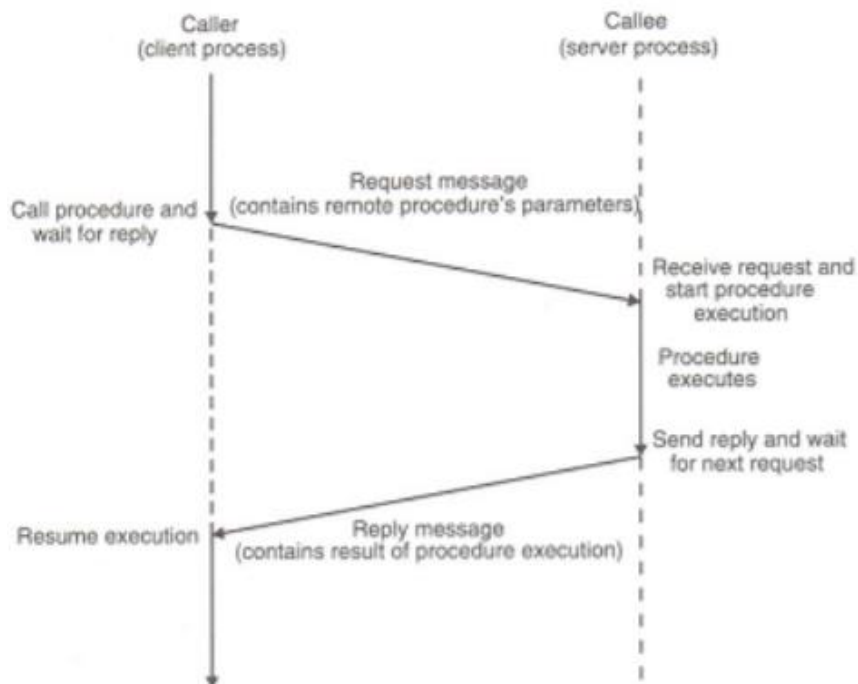 Caller
(client process)
Callee
(server process)
Request message
(contains remote procedure's parameters)
Call procedure and
wait for reply
Receive request and
start procedure
execution
Procedure
executes
Send reply and wait
for next request
Resume execution
Reply message
(contains result of procedure execution)